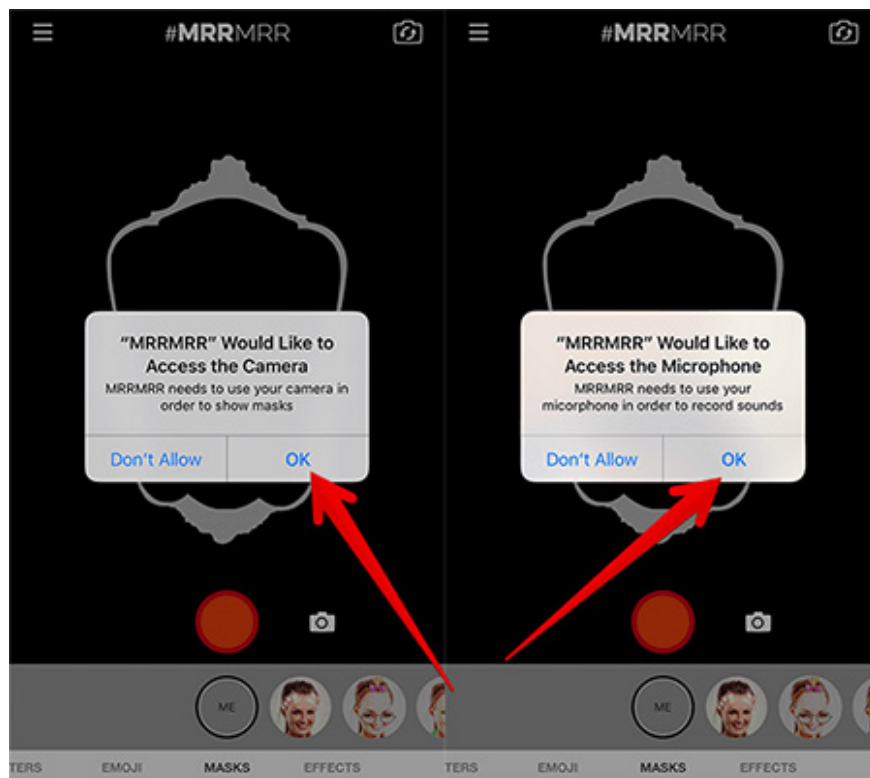 #MRRMRR
“MRRMRR” Would Like to
Access the Camera
MRRMRR needs to use your camera in
order to show masks
Don’t Allow
OK
ME
TERS
EMOJI
MASKS
EFFECTS
#MRRMRR
“MRRMRR” Would Like to
Access the Microphone
MRRMRR needs to use your
micorphone in order to record sounds
Don’t Allow
OK
ME
TERS
EMOJI
MASKS
EFFECTS